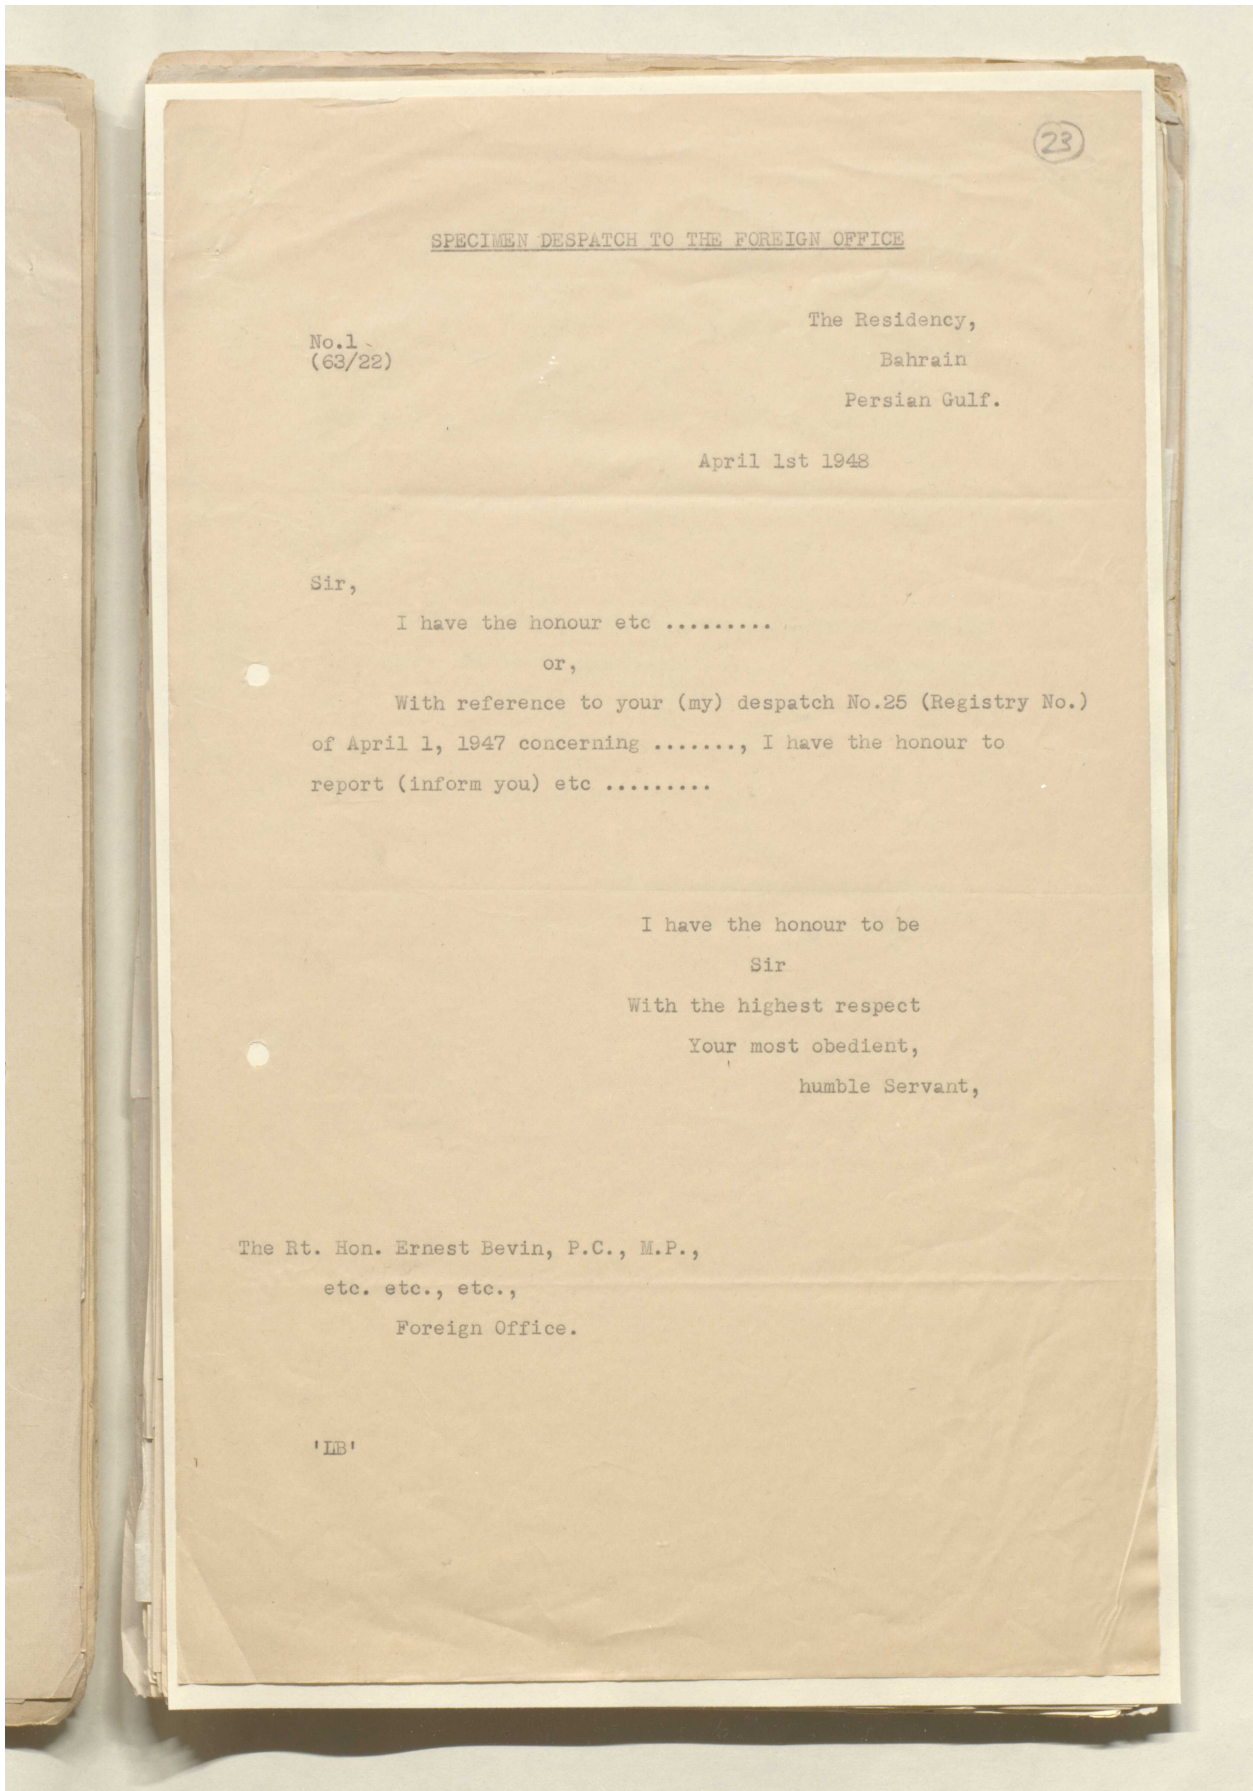 23
SPECIMEN DESPATCH TO THE FOREIGN OFFICE
The Residency,
No.1
(63/22)
Bahrain
Persian Gulf.
April 1st 1948
Sir,
I have the honour etc .........
or,
With reference to your (my) despatch No.25 (Registry No.)
of April 1, 1947 concerning ......., I have the honour to
report (inform you) etc .........
I have the honour to be
Sir
With the highest respect
Your most obedient,
humble Servant,
The Rt. Hon. Ernest Bevin, P.C., M.P.,
etc. etc., etc.,
Foreign Office.
'LB'